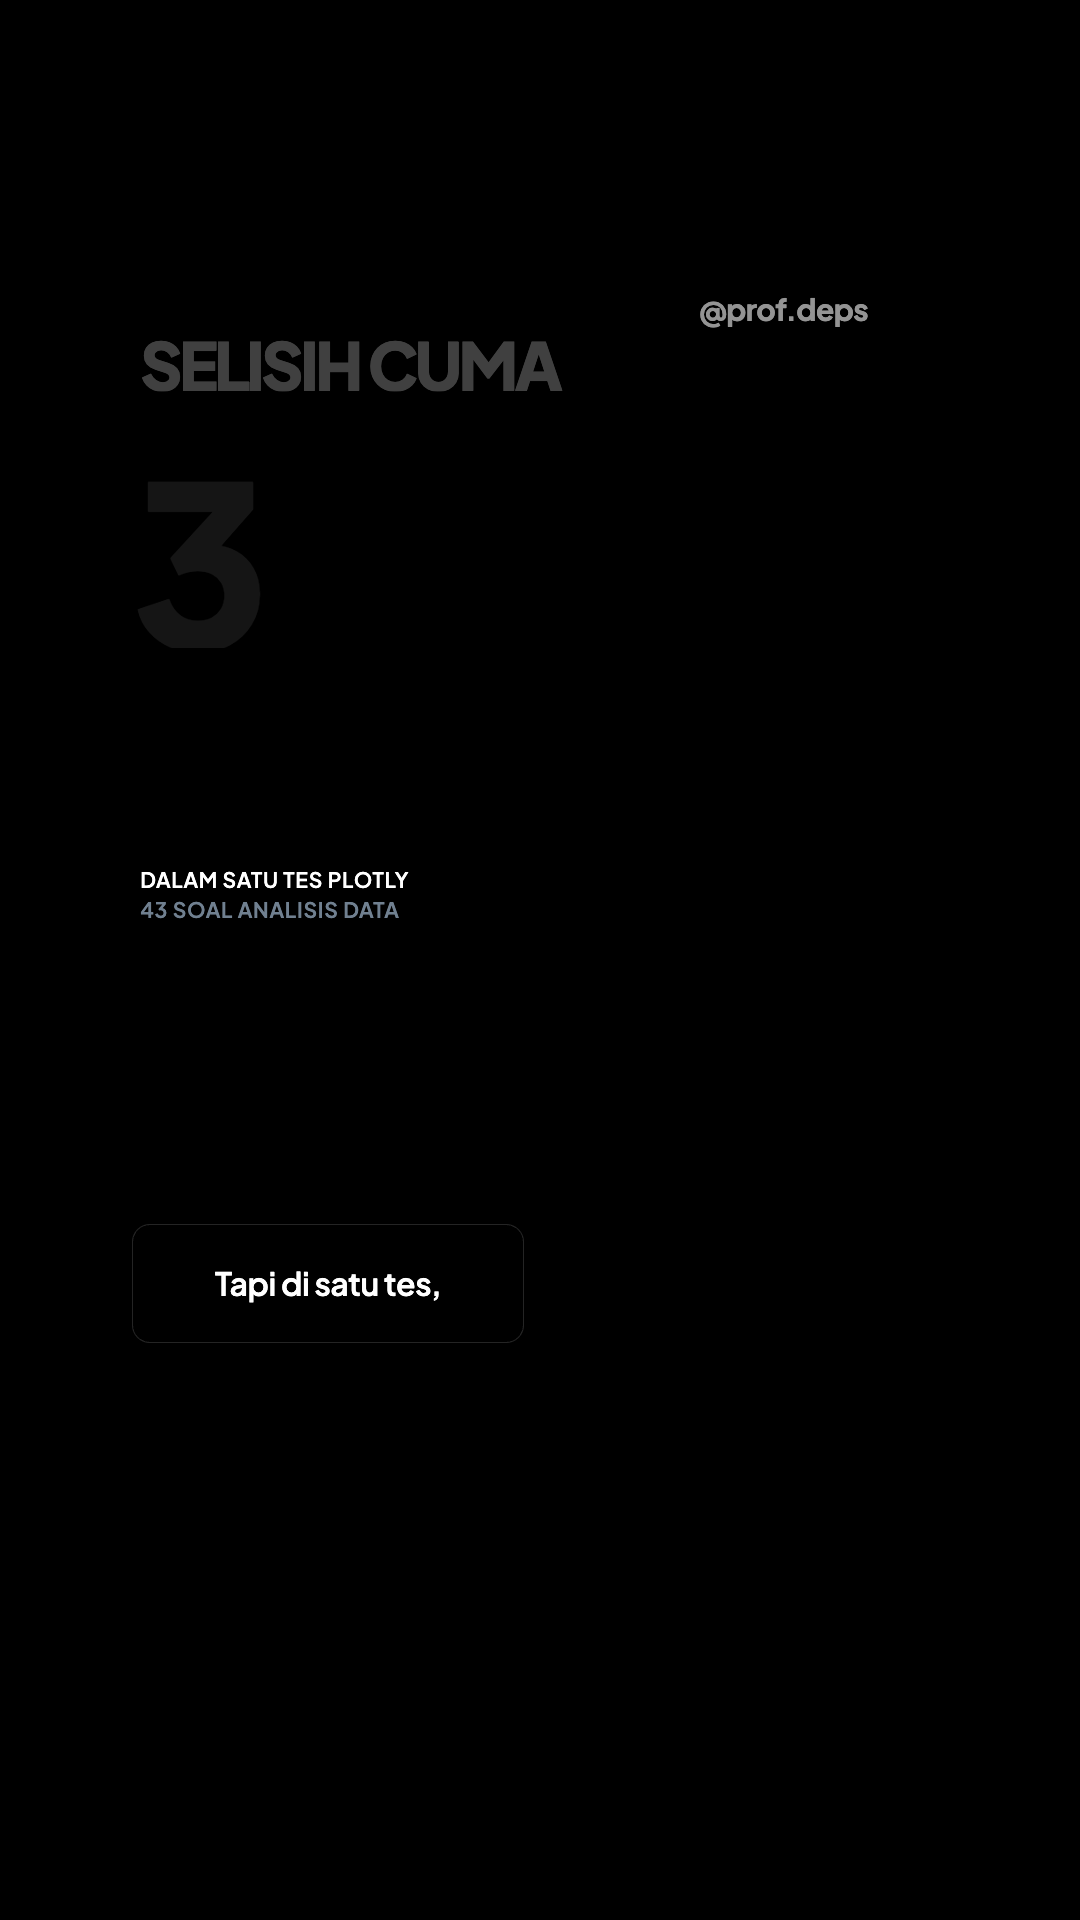 @prof.deps
SELISIH CUMA
3
DALAM SATU TES PLOTLY
43 SOAL ANALISIS DATA
Tapi di satu tes,